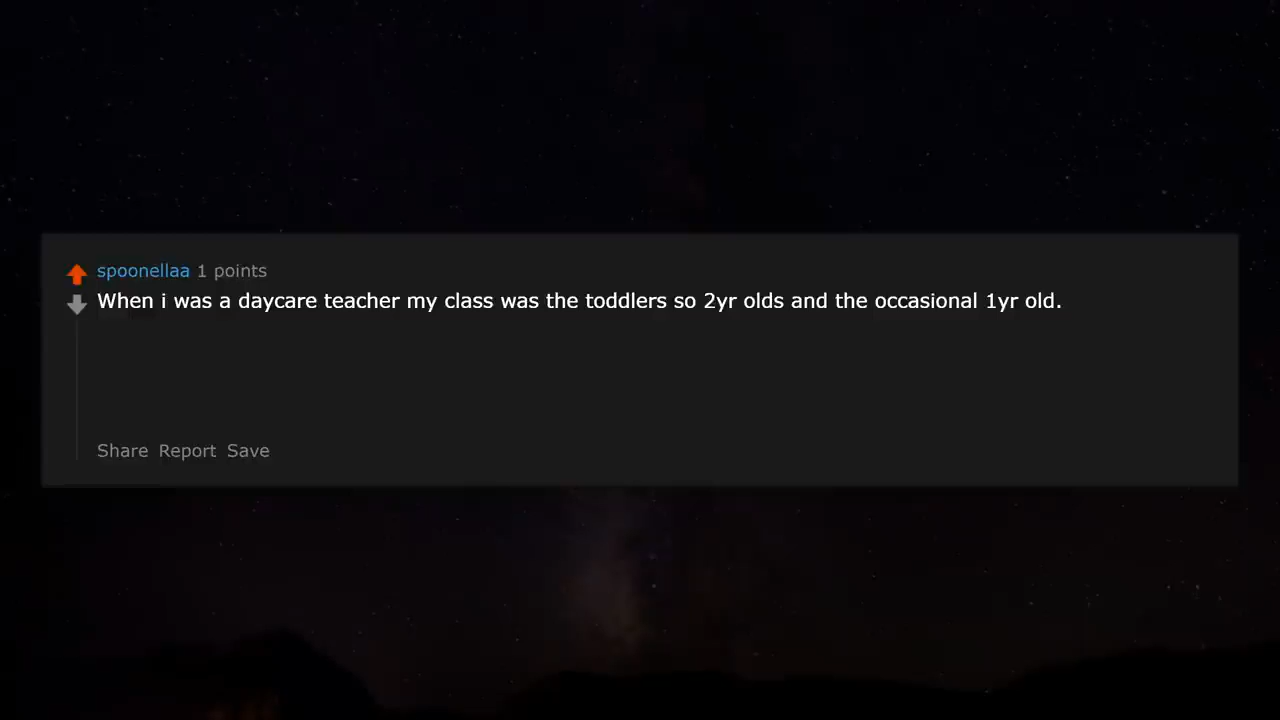 spoonellaa 1 points
When i was a daycare teacher my class was the toddlers so 2yr olds and the occasional 1yr old.
Share Report Save